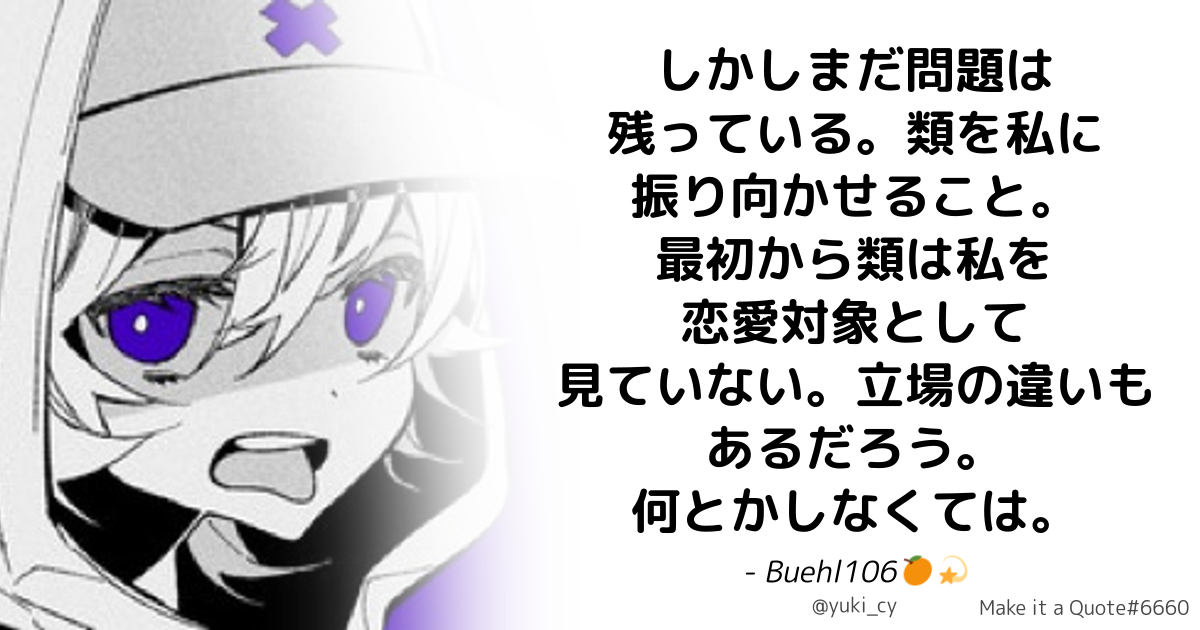 しかしまだ問題は
残っている。類を私に
振り向かせること。
最初から類は私を
恋愛対象として
見ていない。立場の違いも
あるだろう。
何とかしなくては。
- Buehl106🍊💫
@yuki_cy
Make it a Quote#6660